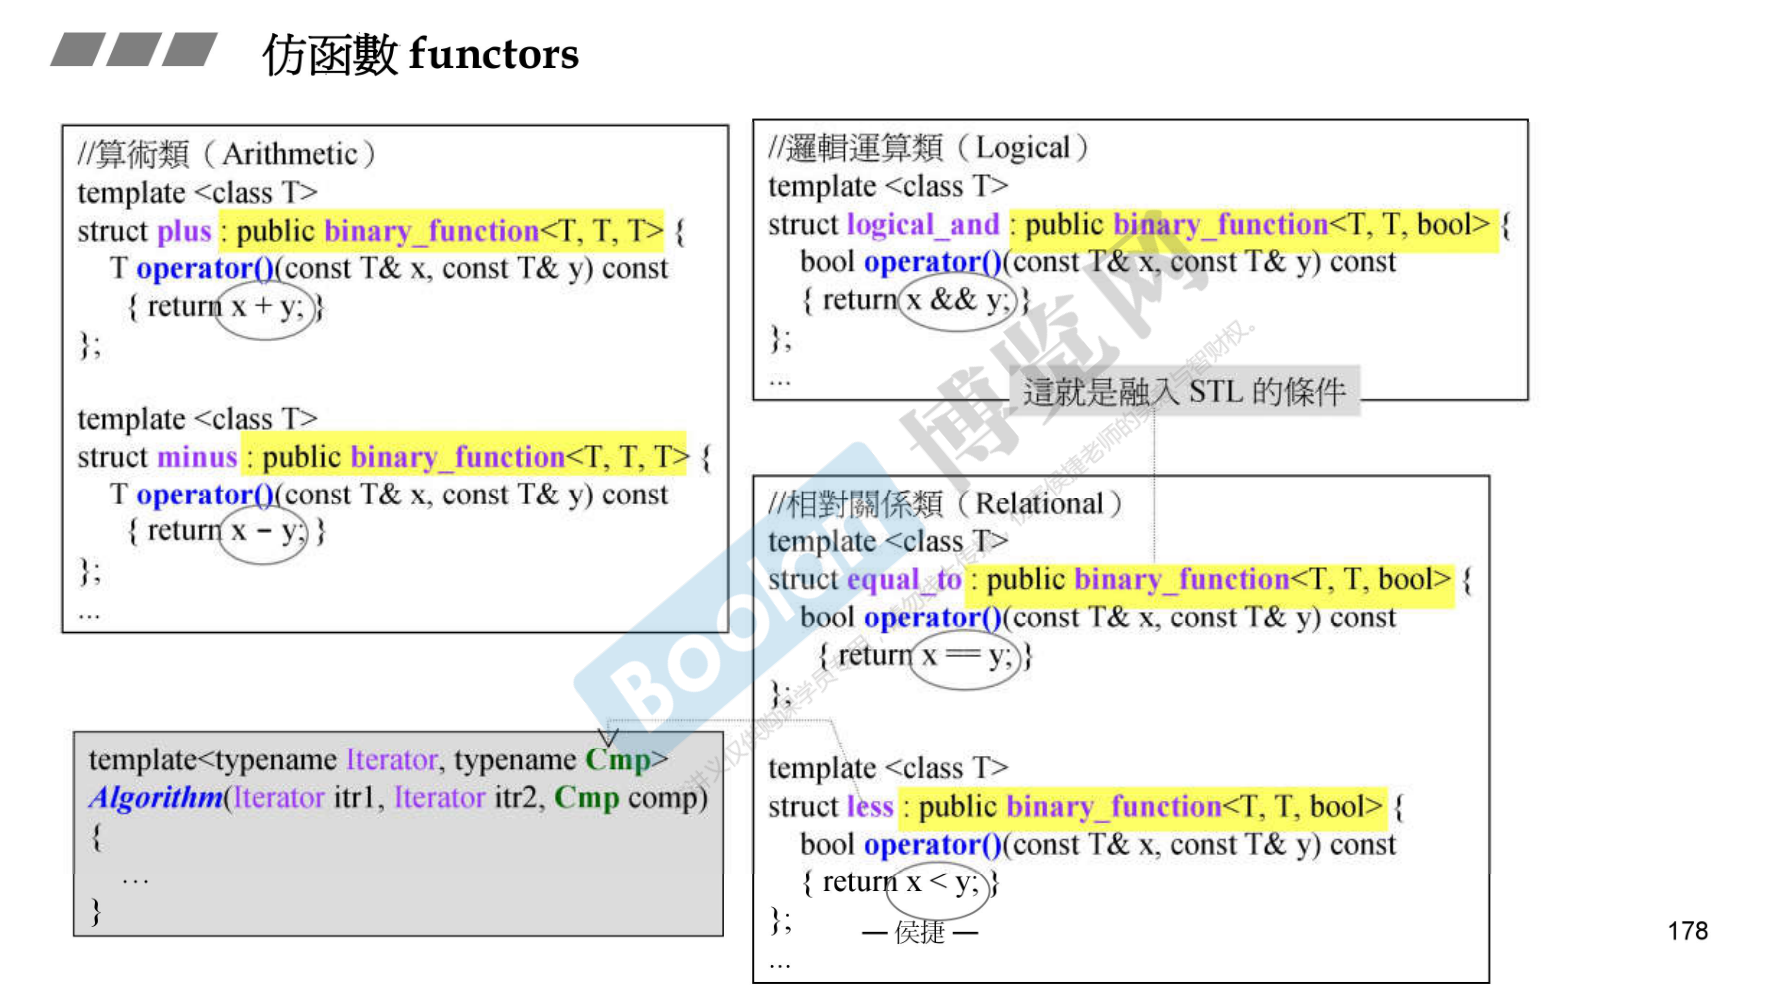 仿函數 functors
//算術類（Arithmetic）
template <class T>
struct plus : public binary_function<T, T, T> {
T operator()(const T& x, const T& y) const
{ return x + y; }
};
template <class T>
struct minus : public binary_function<T, T, T> {
T operator()(const T& x, const T& y) const
{ return x − y; }
};
...
template<typename Iterator, typename Cmp>
Algorithm(Iterator itr1, Iterator itr2, Cmp comp)
{
...
}
//邏輯運算類（Logical）
template <class T>
struct logical_and : public binary_function<T, T, bool> {
bool operator()(const T& x, const T& y) const
{ return x && y; }
};
...
這就是融入 STL 的條件
//相對關係類（Relational）
template <class T>
struct equal_to : public binary_function<T, T, bool> {
bool operator()(const T& x, const T& y) const
{ return x == y; }
};
template <class T>
struct less : public binary_function<T, T, bool> {
bool operator()(const T& x, const T& y) const
{ return x < y; }
};
...
— 侯捷 —
178
Boolan
博览网